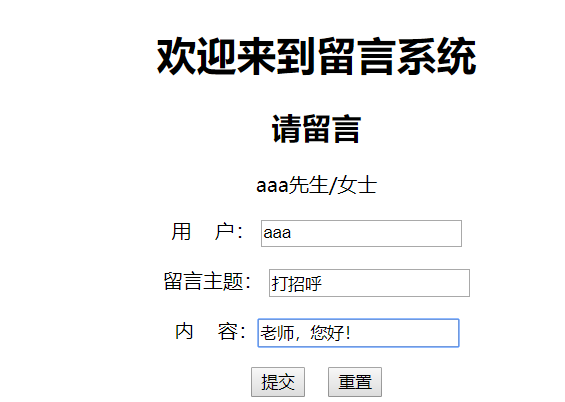 欢迎来到留言系统
请留言
aaa先生/女士
用 户： aaa
留言主题： 打招呼
内 容： 老师，您好！
提交 重置